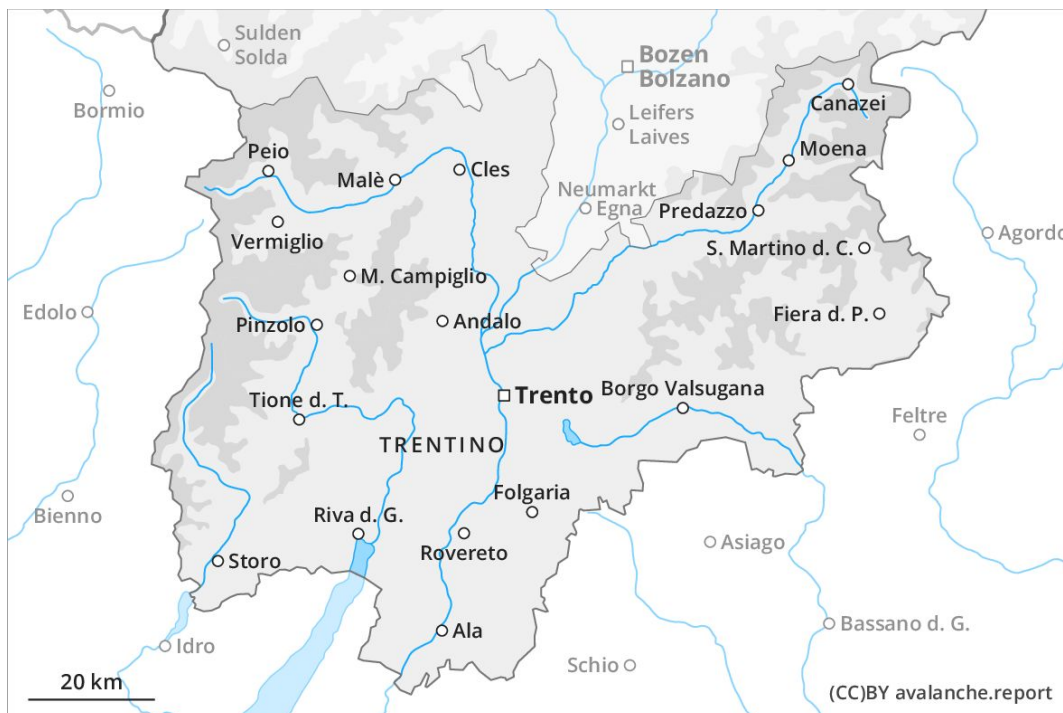 Sulden
Solda
Bozen
Bolzano
Bormio
Canazei
Leifers
Laives
Peio
Malè
Cles
Moena
Neumarkt
Egna
Predazzo
Vermiglio
Agordo
S. Martino d. C.
M. Campiglio
Edolo
Pinzolo
Andalo
Fiera d. P.
Trento
Borgo Valsugana
Tione d. T.
Feltre
TRENTINO
Bienno
Folgaria
Riva d. G.
Rovereto
Asiago
Storo
Bassano d. G.
Ala
Idro
Schio
20 km
(CC)BY avalanche.report